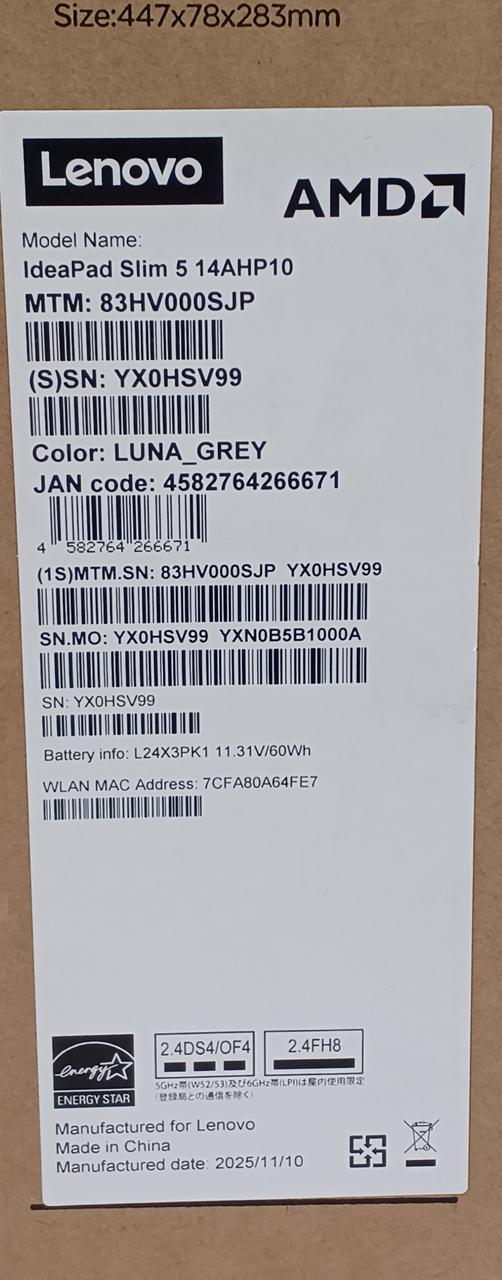 Size:447x78x283mm
Lenovo
AMD
Model Name:
IdeaPad Slim 5 14AHP10
MTM: 83HV000SJP
(S)SN: YX0HSV99
Color: LUNA_GREY
JAN code: 4582764266671
4 582764 266671
(1S)MTM.SN: 83HV000SJP YX0HSV99
SN.MO: YX0HSV99 YXN0B5B1000A
SN: YX0HSV99
Battery info: L24X3PK1 11.31V/60Wh
WLAN MAC Address: 7CFA80A64FE7
2.4DS4/OF4
2.4FH8
energy
ENERGY STAR
5GHz帯(W52/53)及び6GHz帯(LPI)は屋内使用限定
(登録局との通信を除く)
Manufactured for Lenovo
Made in China
Manufactured date: 2025/11/10